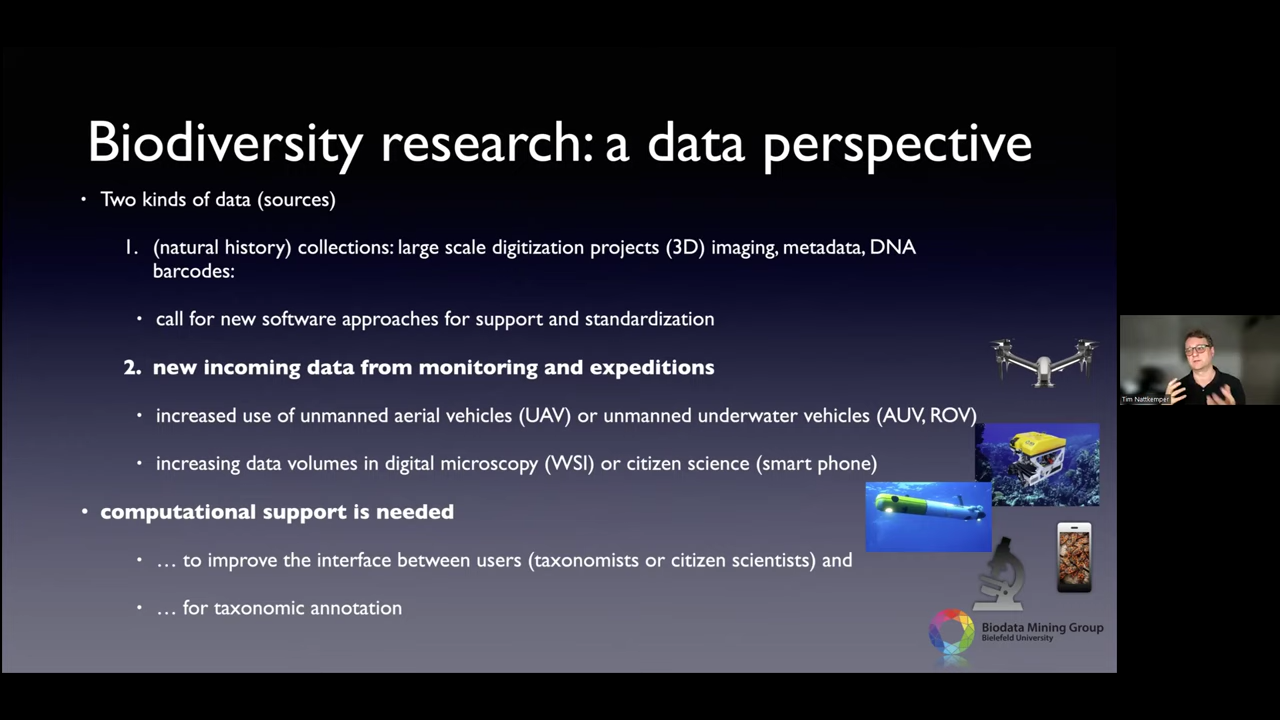 Biodiversity research: a data perspective
• Two kinds of data (sources)
1. (natural history) collections: large scale digitization projects (3D) imaging, metadata, DNA
barcodes:
• call for new software approaches for support and standardization
2. new incoming data from monitoring and expeditions
• increased use of unmanned aerial vehicles (UAV) or unmanned underwater vehicles (AUV, ROV)
• increasing data volumes in digital microscopy (WSI) or citizen science (smart phone)
• computational support is needed
• … to improve the interface between users (taxonomists or citizen scientists) and
• … for taxonomic annotation
Biodata Mining Group
Bielefeld University
Tim Nattkemper